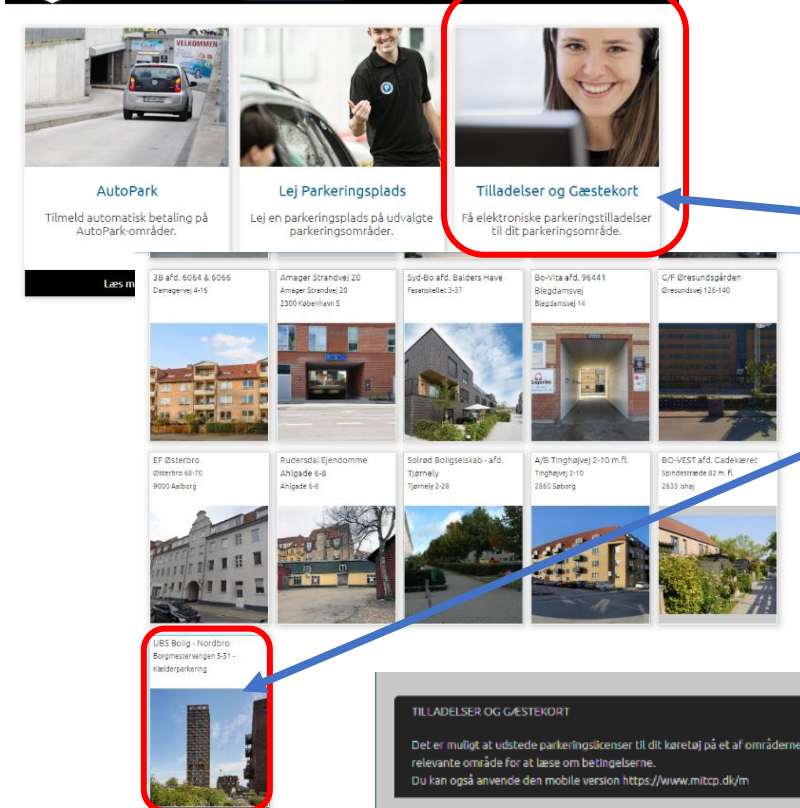 VELKOMMEN
AutoPark
Tilmeld automatisk betaling på
AutoPark-områder.
Læs m
Lej Parkeringsplads
Lej en parkeringsplads på udvalgte
parkeringsområder.
Tilladelser og Gæstekort
Få elektroniske parkeringstilladelser
til dit parkeringsområde.
3B afd. 6064 & 6066
Damagervej 4-16
Amager Strandvej 20
Amager Strandvej 20
2300 København S
Syd-Bo afd. Balders Have
Fasanskellet 3-37
Bo-Vita afd. 96441
Blegdamsvej
Blegdamsvej 14
G/F Øresundsgården
Øresundsvej 126-140
EF Østerbro
Østerbro 68-70
9000 Aalborg
Rudersdal Ejendomme
Ahlgade 6-8
Ahlgade 6-8
Solrød Boligselskab - afd.
Tjørnely
Tjørnely 2-28
A/B Tinghøjvej 2-10 m.fl.
Tinghøjvej 2-10
2860 Søborg
BO-VEST afd. Gadekæret
Spindestræde 82 m. fl.
2635 Ishøj
UBS Bolig - Nordbro
Borgmestervangen 5-31 -
Kælderparkering
TILLADELSER OG GÆSTEKORT
Det er muligt at udstede parkeringslicenser til dit køretøj på et af områderne
relevante område for at læse om betingelserne.
Du kan også anvende den mobile version https://www.mitcp.dk/m